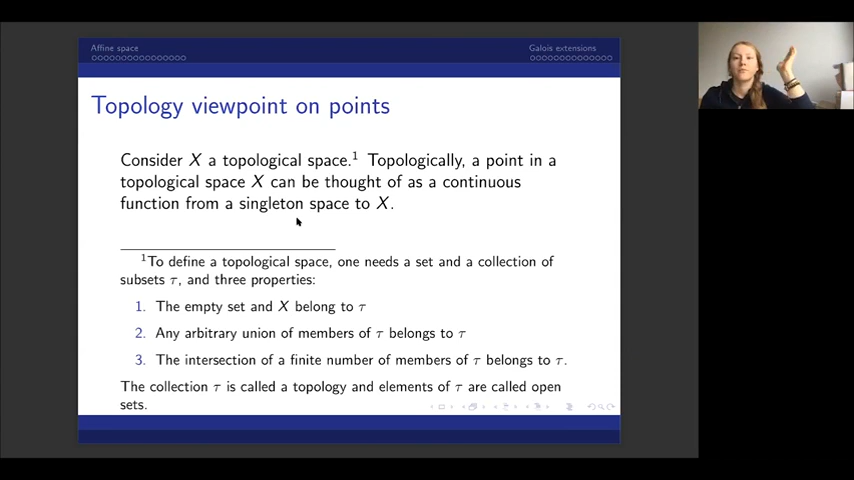 Affine space
Galois extensions
Topology viewpoint on points
Consider X a topological space.¹ Topologically, a point in a
topological space X can be thought of as a continuous
function from a singleton space to X.
¹To define a topological space, one needs a set and a collection of
subsets τ, and three properties:
1. The empty set and X belong to τ
2. Any arbitrary union of members of τ belongs to τ
3. The intersection of a finite number of members of τ belongs to τ.
The collection τ is called a topology and elements of τ are called open
sets.